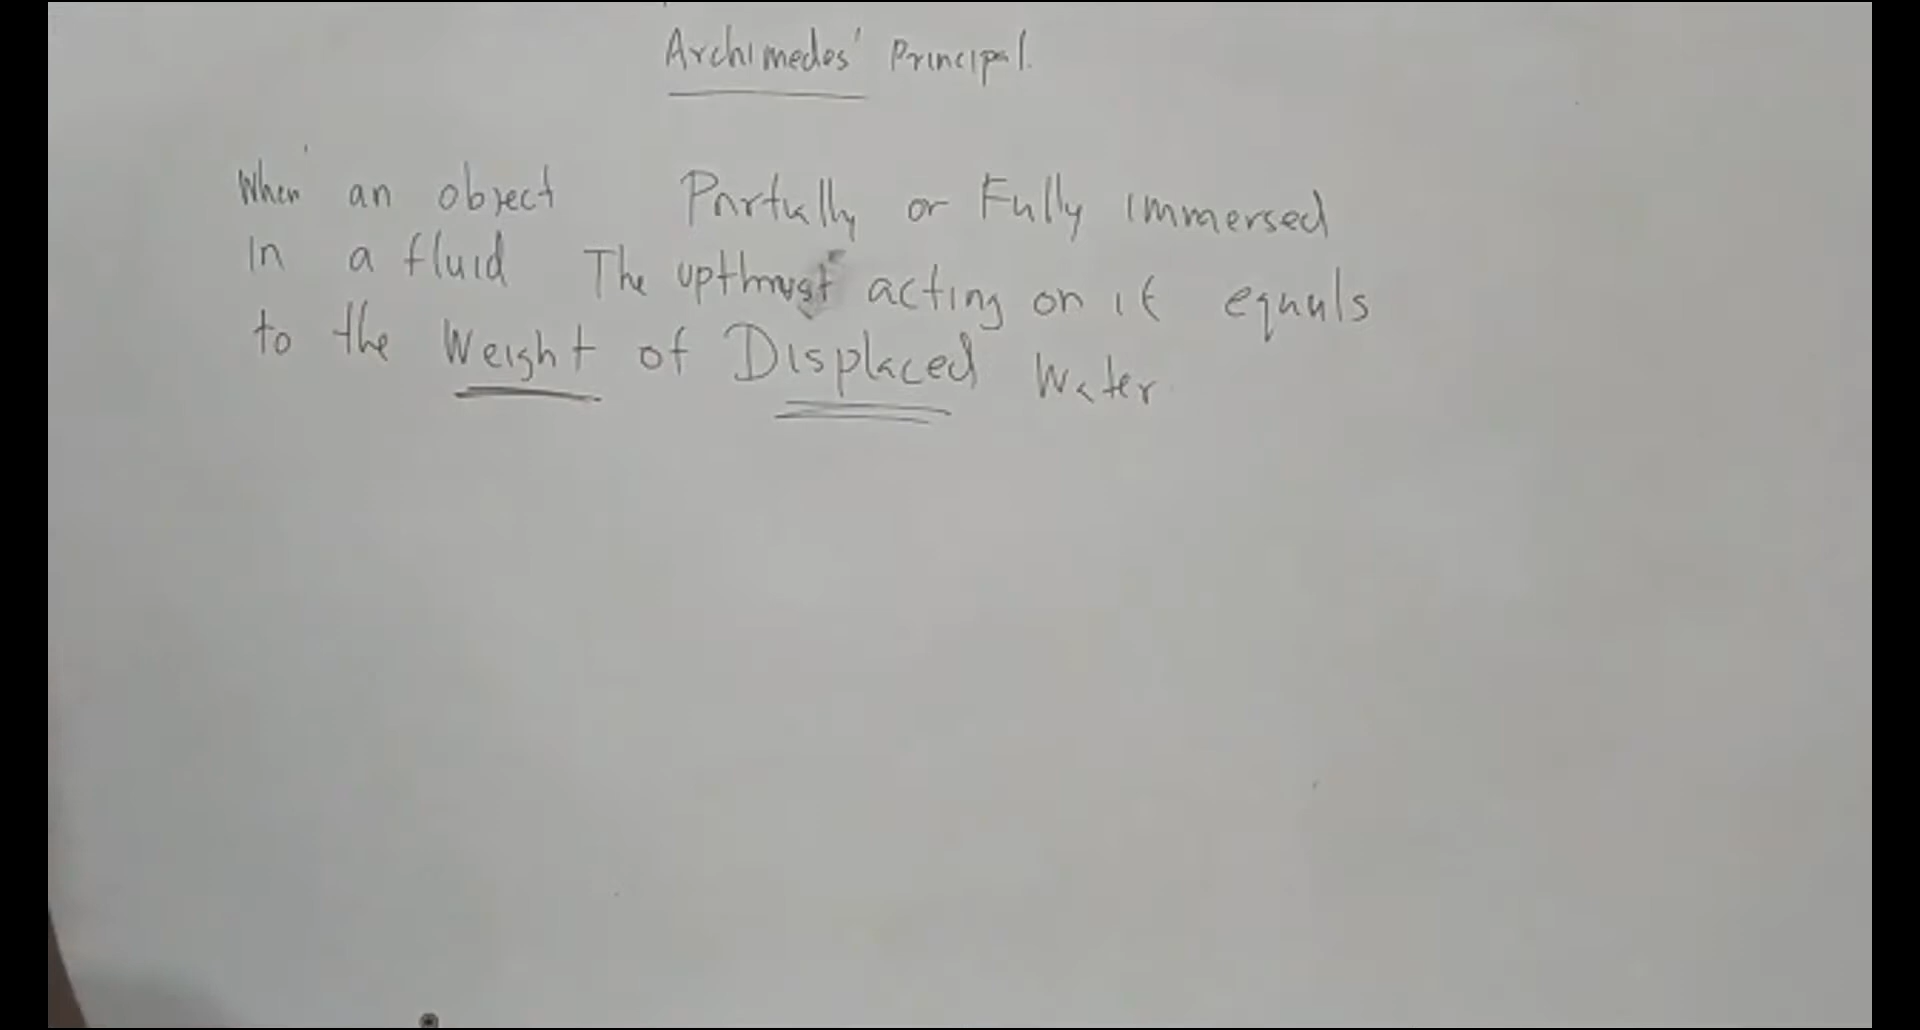 Archimedes' Principal.
When an object Partially or Fully immersed
In a fluid The upthrust acting on it equals
to the Weight of Displaced Water